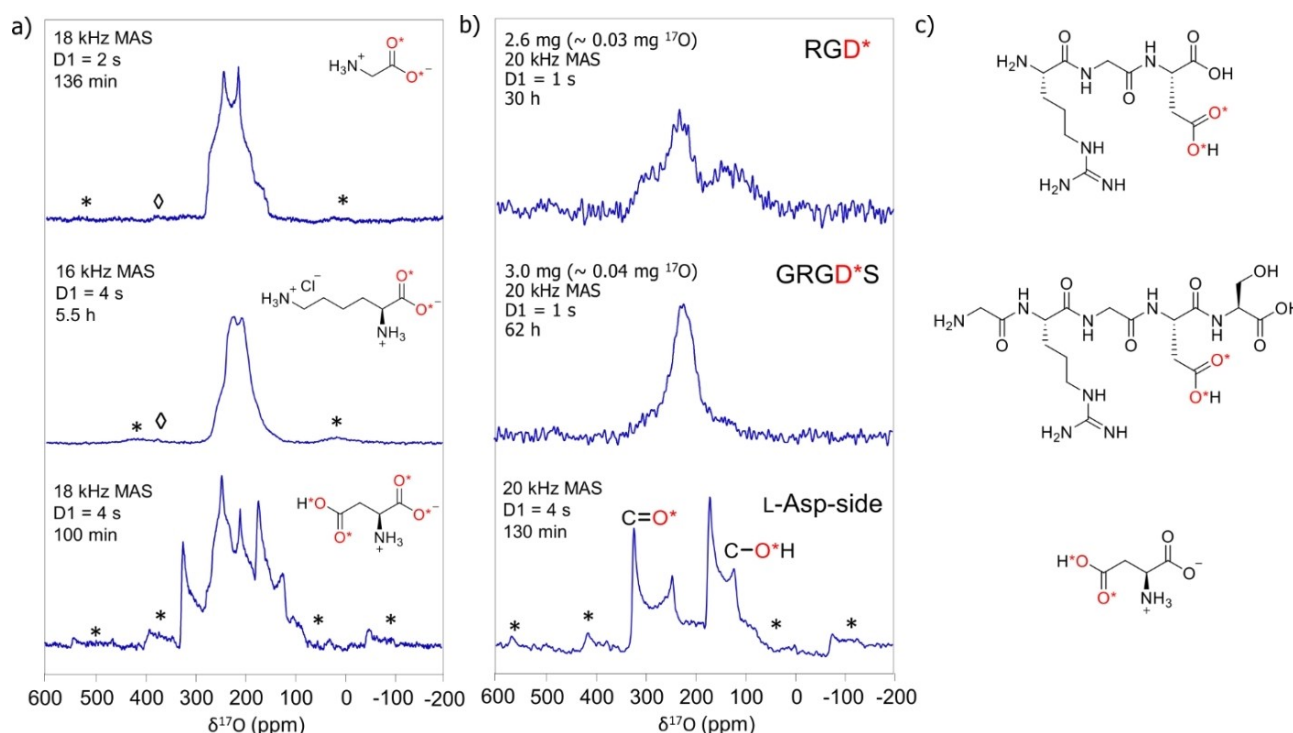 a)
18 kHz MAS
D1 = 2 s
136 min
H₃N⁺
O*
O*⁻
*
◊
*
16 kHz MAS
D1 = 4 s
5.5 h
H₃N⁺ Cl⁻
O*
O*⁻
NH₃⁺
*
◊
*
18 kHz MAS
D1 = 4 s
100 min
H*O
O*
O*
O*⁻
NH₃⁺
*
*
*
*
600 500 400 300 200 100 0 -100 -200
δ¹⁷O (ppm)
b)
2.6 mg (~ 0.03 mg ¹⁷O)
20 kHz MAS
D1 = 1 s
30 h
RGD*
3.0 mg (~ 0.04 mg ¹⁷O)
20 kHz MAS
D1 = 1 s
62 h
GRGD*S
20 kHz MAS
D1 = 4 s
130 min
L-Asp-side
C=O*
C–O*H
*
*
*
*
600 500 400 300 200 100 0 -100 -200
δ¹⁷O (ppm)
c)
H₂N
O
H
N
N
H
O
O
OH
O*
O*H
NH
H₂N
NH
H₂N
O
H
N
O
N
H
O
H
N
O
N
H
OH
O
OH
O*
O*H
NH
H₂N
NH
H*O
O*
O
O⁻
NH₃⁺